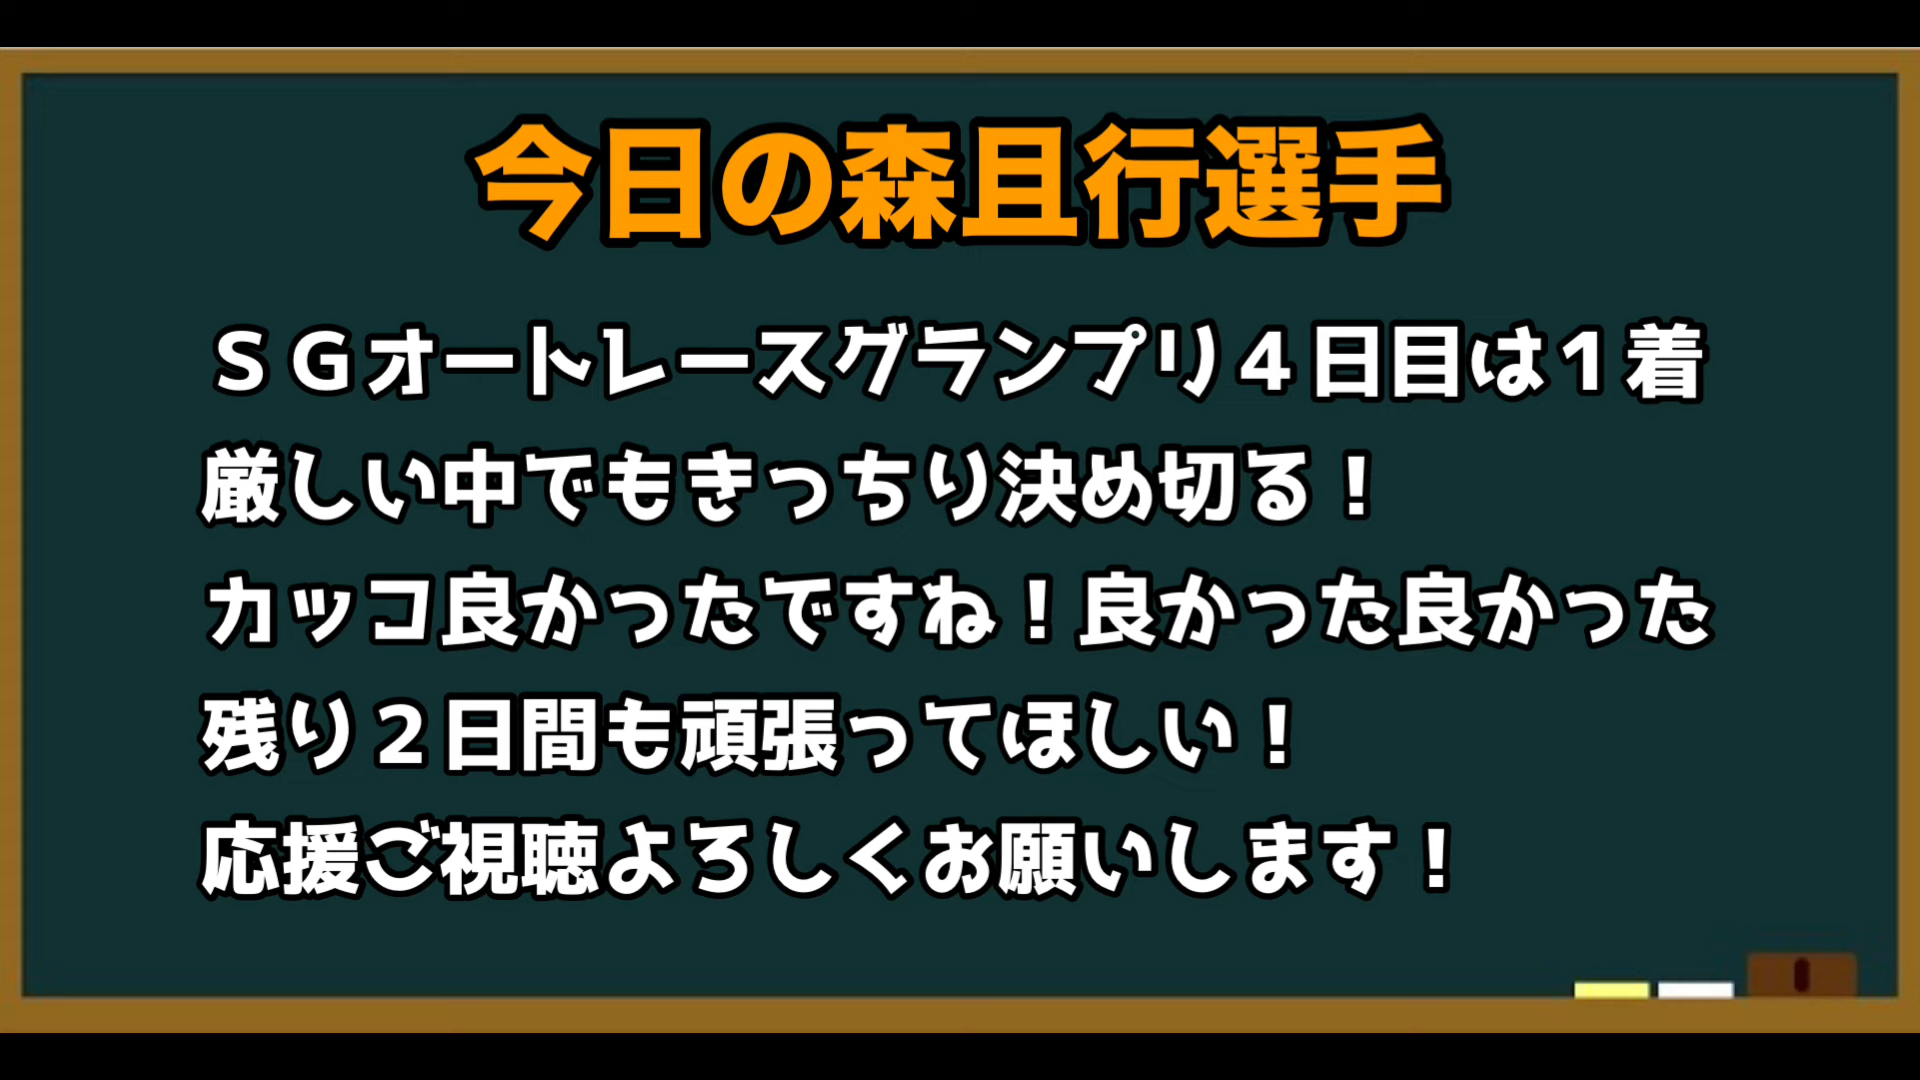 今日の森且行選手
ＳＧオートレースグランプリ４日目は１着
厳しい中でもきっちり決め切る！
カッコ良かったですね！良かった良かった
残り２日間も頑張ってほしい！
応援ご視聴よろしくお願いします！